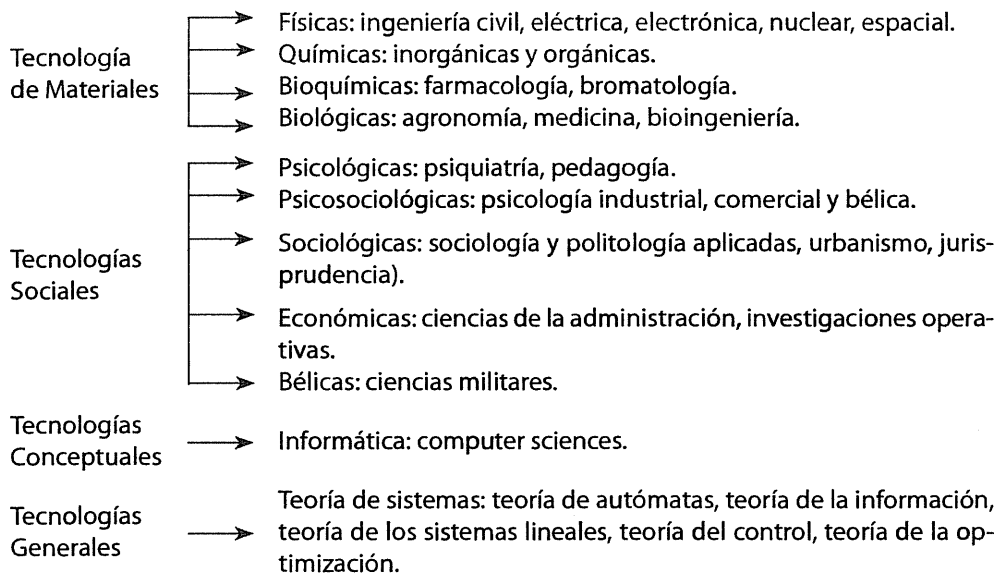 Tecnología
de Materiales
Físicas: ingeniería civil, eléctrica, electrónica, nuclear, espacial.
Químicas: inorgánicas y orgánicas.
Bioquímicas: farmacología, bromatología.
Biológicas: agronomía, medicina, bioingeniería.
Tecnologías
Sociales
Psicológicas: psiquiatría, pedagogía.
Psicosociológicas: psicología industrial, comercial y bélica.
Sociológicas: sociología y politología aplicadas, urbanismo, juris-
prudencia).
Económicas: ciencias de la administración, investigaciones opera-
tivas.
Bélicas: ciencias militares.
Tecnologías
Conceptuales
Informática: computer sciences.
Tecnologías
Generales
Teoría de sistemas: teoría de autómatas, teoría de la información,
teoría de los sistemas lineales, teoría del control, teoría de la op-
timización.